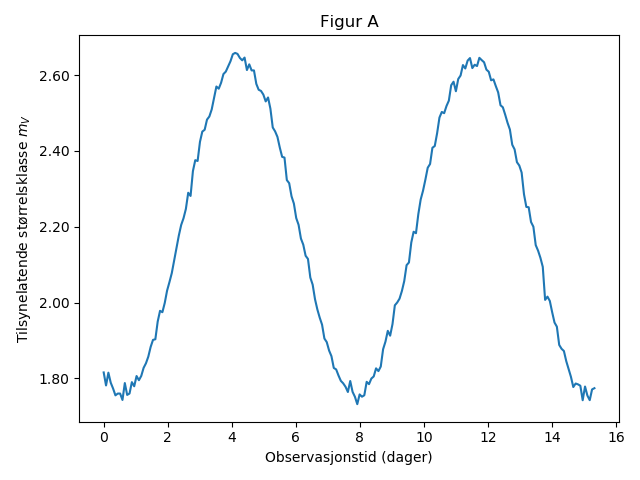 Figur A
Tilsynelatende størrelsklasse $m_V$
2.60
2.40
2.20
2.00
1.80
0 2 4 6 8 10 12 14 16
Observasjonstid (dager)